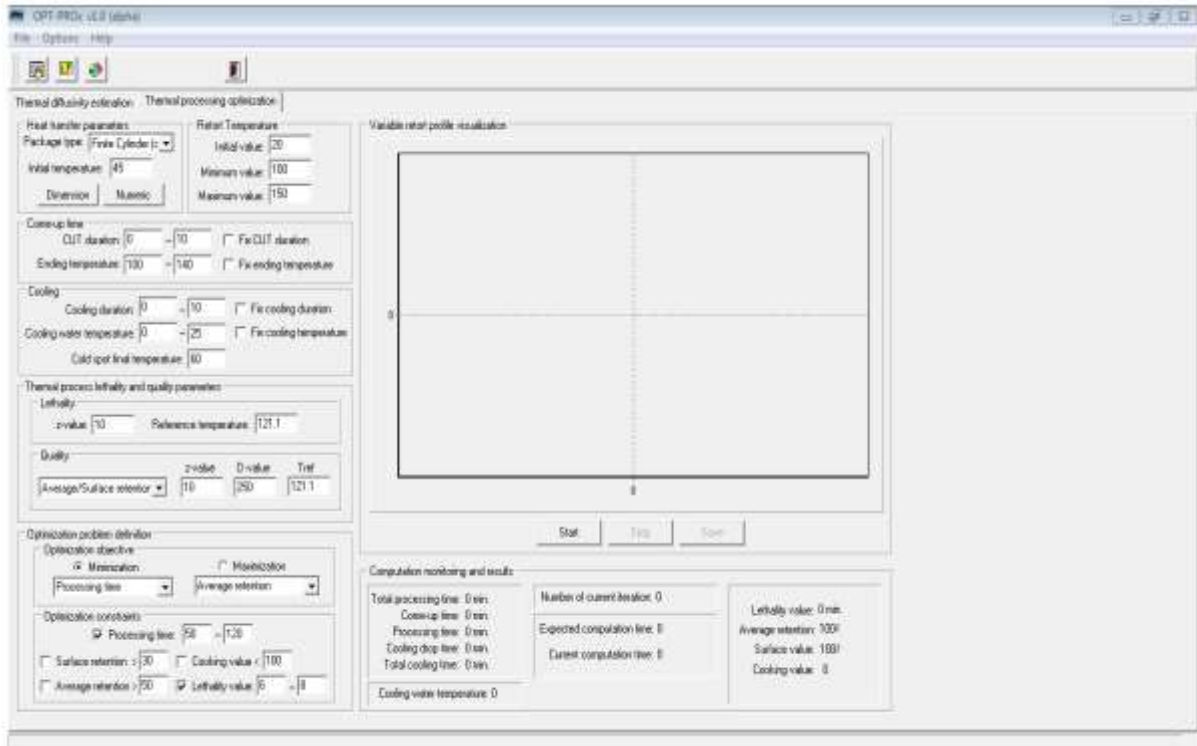 OPT-PROx v1.0 (alpha)
File Options Help
Thermal diffusivity estimation Thermal processing optimization
Heat transfer parameters
Package type: Finite Cylinder (c
Initial temperature: 45
Dimension Numeric
Retort Temperature
Initial value: 20
Minimum value: 100
Maximum value: 150
Come-up time
CUT duration: 0 - 10 Fix CUT duration
Ending temperature: 100 - 140 Fix ending temperature
Cooling
Cooling duration: 0 - 10 Fix cooling duration
Cooling water temperature: 0 - 25 Fix cooling temperature
Cold spot final temperature: 60
Thermal process lethality and quality parameters
Lethality
z-value: 10 Reference temperature: 121.1
Quality
z-value D-value Tref
Average/Surface retention 10 250 121.1
Optimization problem definition
Optimization objective
Minimization Maximization
Processing time Average retention
Optimization constraints
Processing time: 50 - 120
Surface retention > 30 Cooking value < 100
Average retention > 50 Lethality value: 6 - 8
Variable retort profile visualization
0
0
Start Stop Save
Computation monitoring and results
Total processing time: 0 min.
Come-up time: 0 min.
Processing time: 0 min.
Cooling drop time: 0 min.
Total cooling time: 0 min.
Cooling water temperature: 0
Number of current iteration: 0
Expected computation time: 0
Current computation time: 0
Lethality value: 0 min.
Average retention: 100%
Surface value: 100%
Cooking value: 0